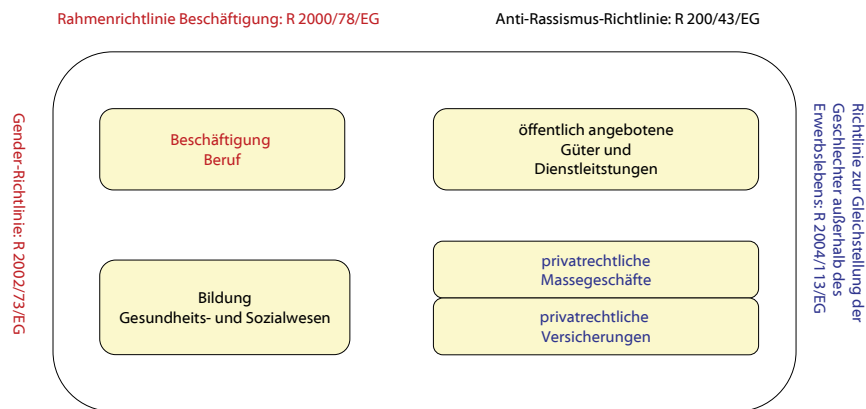 Rahmenrichtlinie Beschäftigung: R 2000/78/EG
Anti-Rassismus-Richtlinie: R 200/43/EG
Gender-Richtlinie: R 2002/73/EG
Beschäftigung
Beruf
öffentlich angebotene
Güter und
Dienstleitstungen
Bildung
Gesundheits- und Sozialwesen
privatrechtliche
Massegeschäfte
privatrechtliche
Versicherungen
Richtlinie zur Gleichstellung der
Geschlechter außerhalb des
Erwerbslebens: R 2004/113/EG